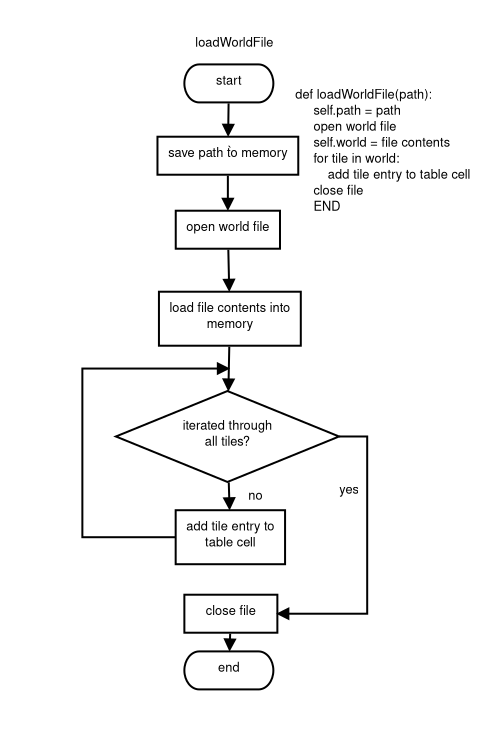 loadWorldFile
start
def loadWorldFile(path):
self.path = path
open world file
self.world = file contents
for tile in world:
add tile entry to table cell
close file
END
save path to memory
open world file
load file contents into
memory
iterated through
all tiles?
no
yes
add tile entry to
table cell
close file
end